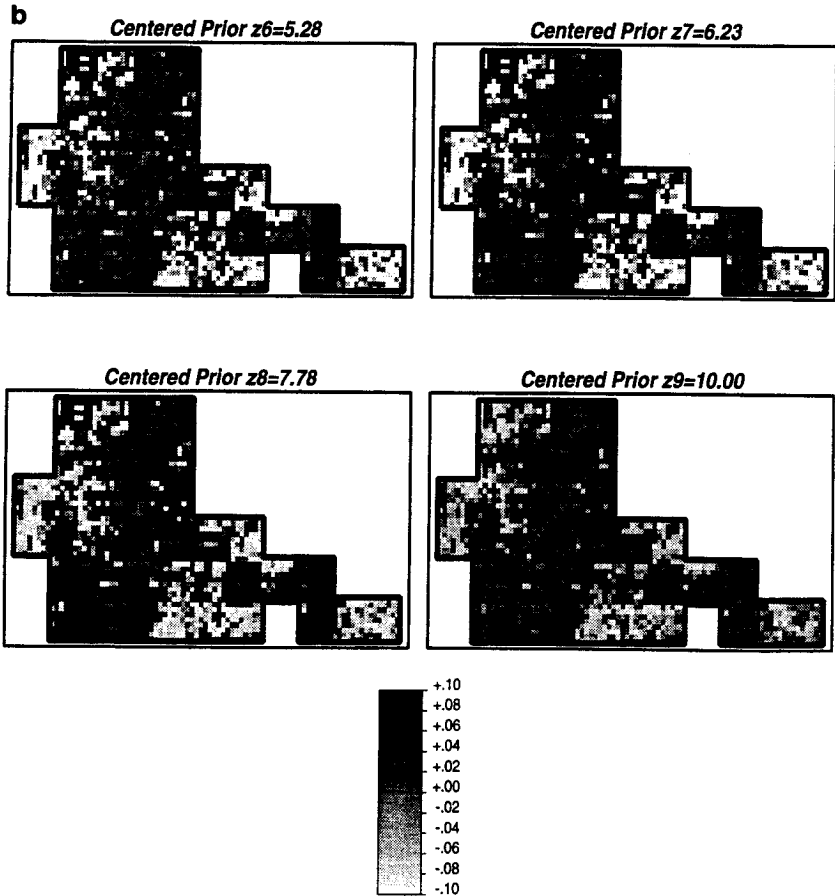 b
Centered Prior z6=5.28
Centered Prior z7=6.23
Centered Prior z8=7.78
Centered Prior z9=10.00
+.10
+.08
+.06
+.04
+.02
+.00
-.02
-.04
-.06
-.08
-.10